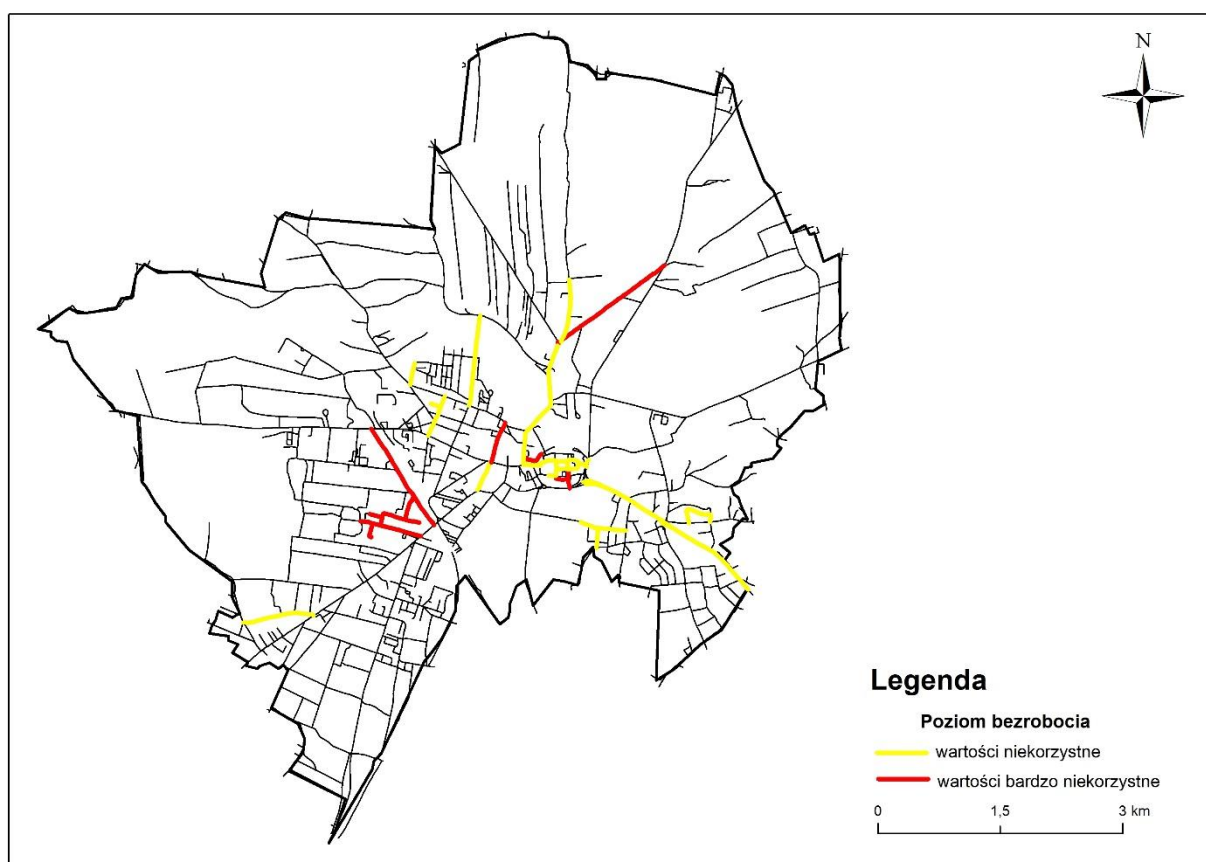 N
Legenda
Poziom bezrobocia
wartości niekorzystne
wartości bardzo niekorzystne
0 1,5 3 km